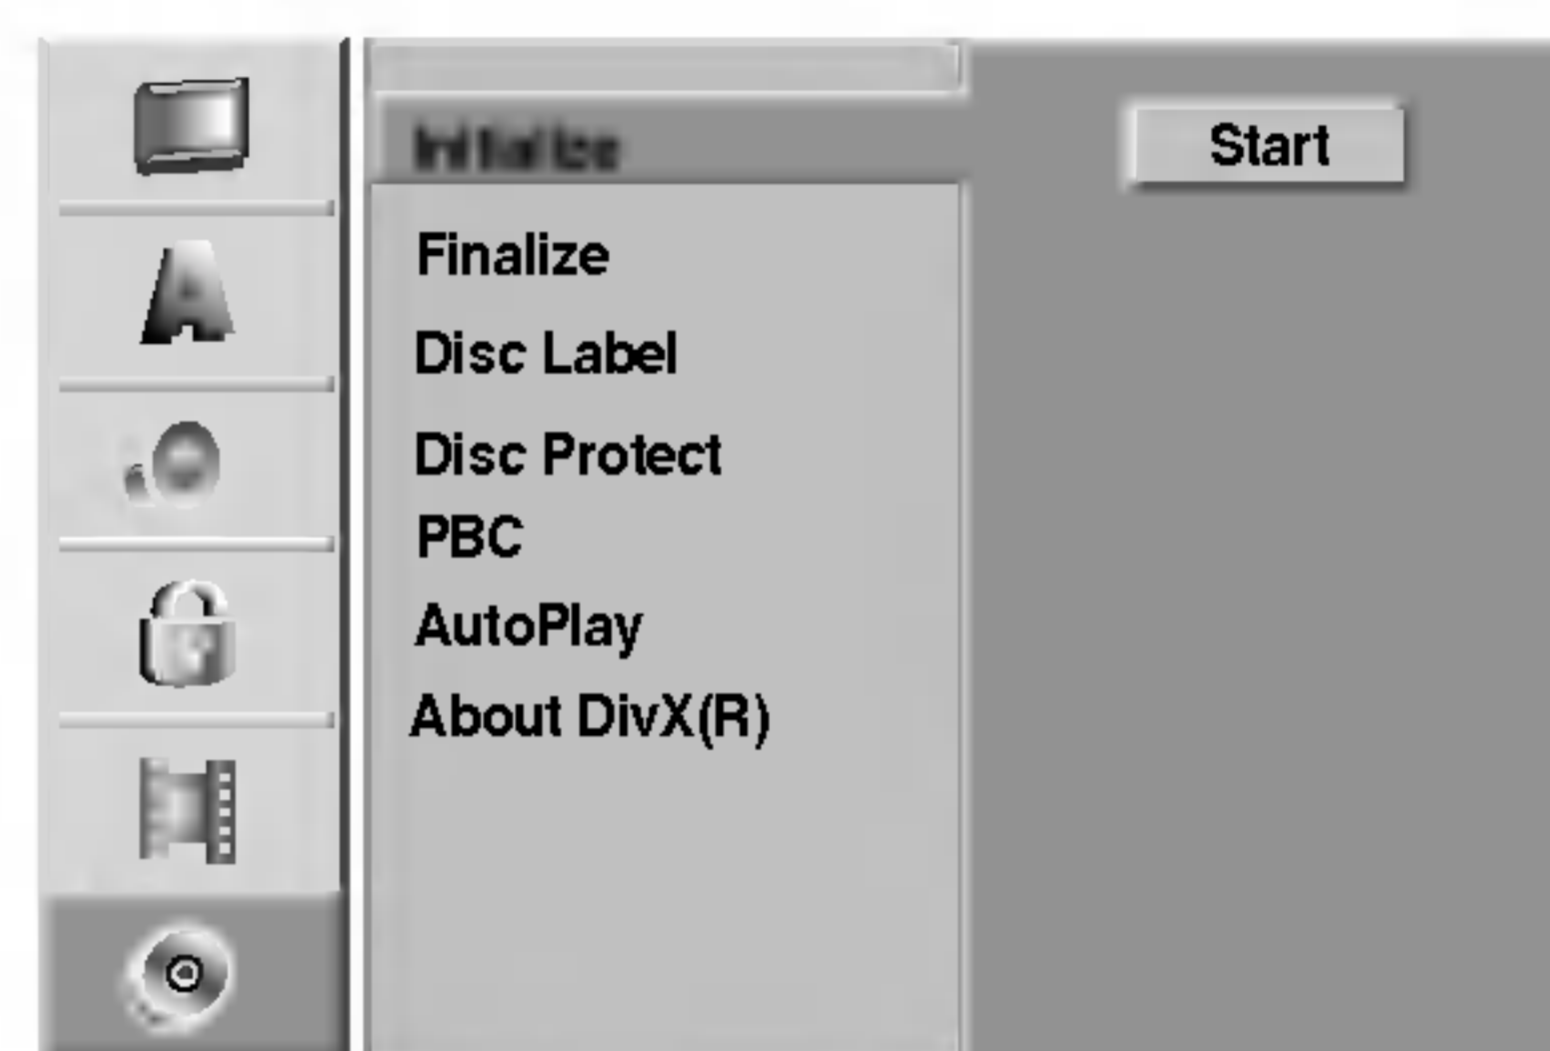 Initialize
Start
Finalize
Disc Label
Disc Protect
PBC
AutoPlay
About DivX(R)